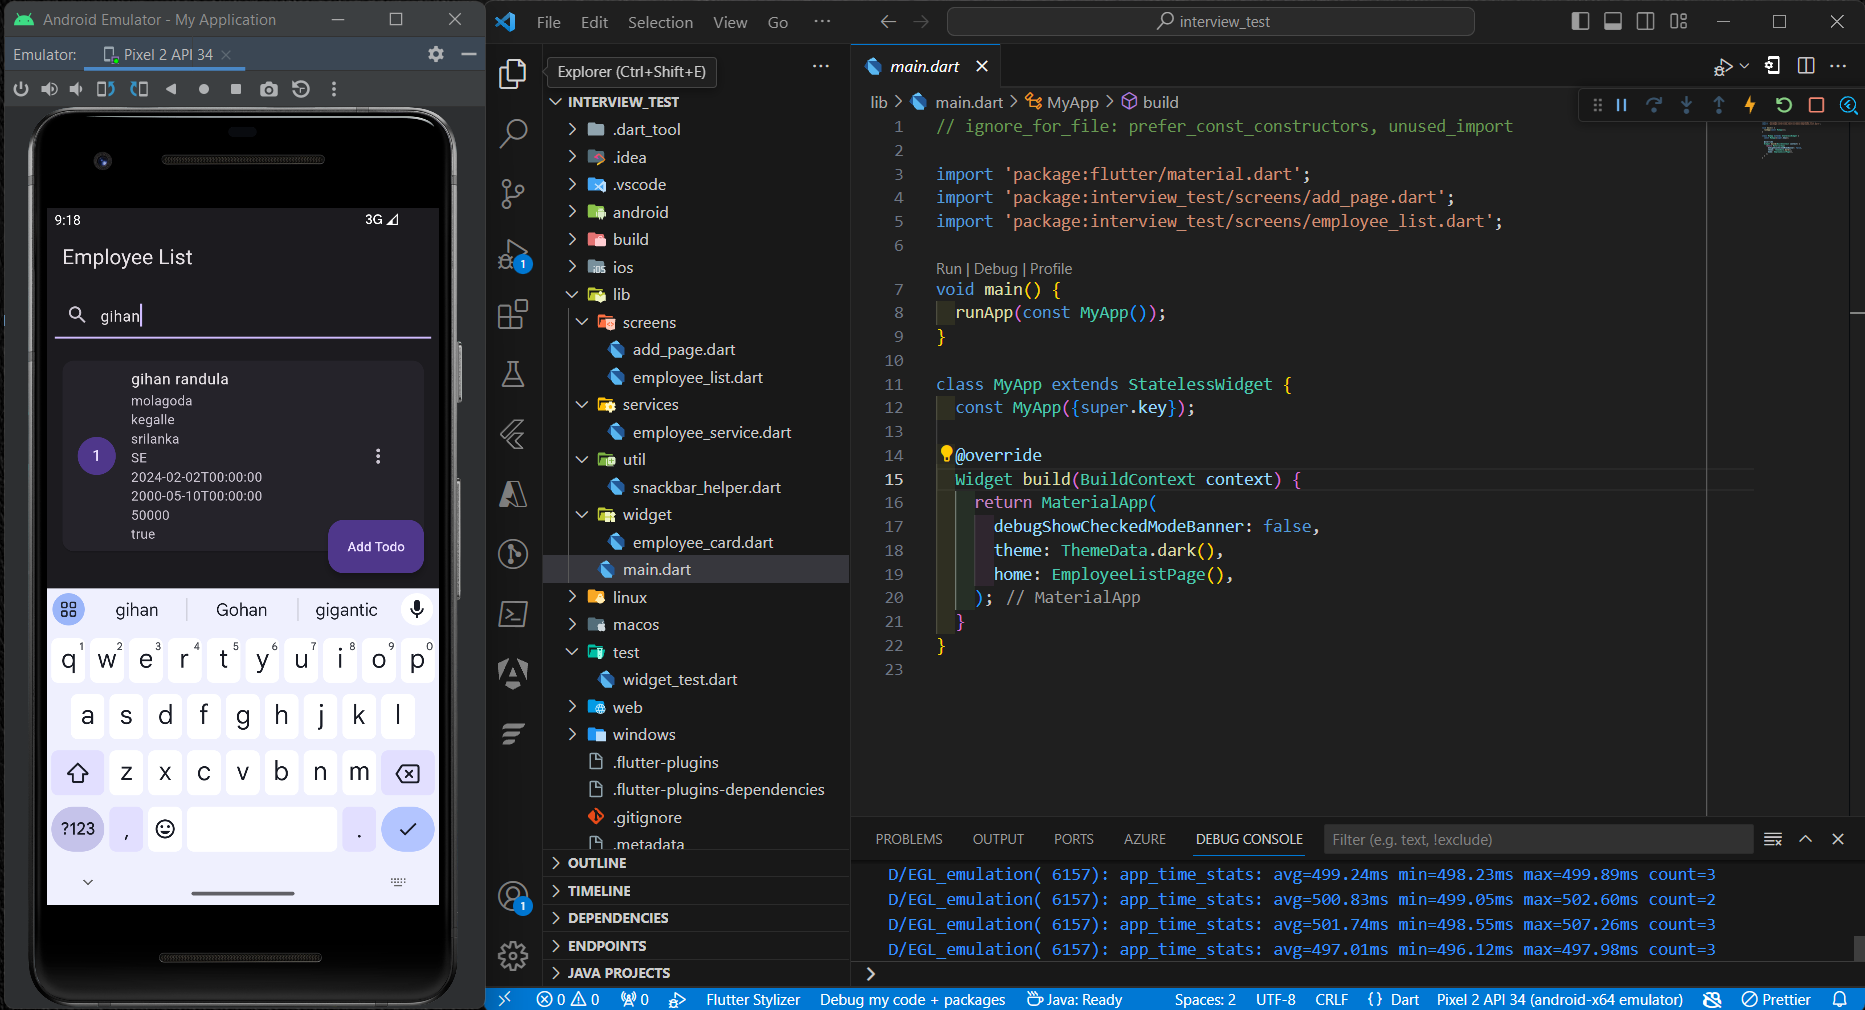 Android Emulator - My Application
Emulator: Pixel 2 API 34
9:18 3G
Employee List
gihan
gihan randula
molagoda
kegalle
srilanka
SE
2024-02-02T00:00:00
2000-05-10T00:00:00
50000
true
1
Add Todo
gihan Gohan gigantic
q1 w2 e3 r4 t5 y6 u7 i8 o9 p0
a s d f g h j k l
z x c v b n m
?123 , .
File Edit Selection View Go ··· interview_test
Explorer (Ctrl+Shift+E)
INTERVIEW_TEST
.dart_tool
.idea
.vscode
android
build
ios
lib
screens
add_page.dart
employee_list.dart
services
employee_service.dart
util
snackbar_helper.dart
widget
employee_card.dart
main.dart
linux
macos
test
widget_test.dart
web
windows
.flutter-plugins
.flutter-plugins-dependencies
.gitignore
.metadata
OUTLINE
TIMELINE
DEPENDENCIES
ENDPOINTS
JAVA PROJECTS
1
1
main.dart
lib > main.dart > MyApp > build
1 // ignore_for_file: prefer_const_constructors, unused_import
2
3 import 'package:flutter/material.dart';
4 import 'package:interview_test/screens/add_page.dart';
5 import 'package:interview_test/screens/employee_list.dart';
6
Run | Debug | Profile
7 void main() {
8 runApp(const MyApp());
9 }
10
11 class MyApp extends StatelessWidget {
12 const MyApp({super.key});
13
14 @override
15 Widget build(BuildContext context) {
16 return MaterialApp(
17 debugShowCheckedModeBanner: false,
18 theme: ThemeData.dark(),
19 home: EmployeeListPage(),
20 ); // MaterialApp
21 }
22 }
23
PROBLEMS OUTPUT PORTS AZURE DEBUG CONSOLE Filter (e.g. text, !exclude)
D/EGL_emulation( 6157): app_time_stats: avg=499.24ms min=498.23ms max=499.89ms count=3
D/EGL_emulation( 6157): app_time_stats: avg=500.83ms min=499.05ms max=502.60ms count=2
D/EGL_emulation( 6157): app_time_stats: avg=501.74ms min=498.55ms max=507.26ms count=3
D/EGL_emulation( 6157): app_time_stats: avg=497.01ms min=496.12ms max=497.98ms count=3
>
0 0 0 Flutter Stylizer Debug my code + packages Java: Ready Spaces: 2 UTF-8 CRLF {} Dart Pixel 2 API 34 (android-x64 emulator) Prettier